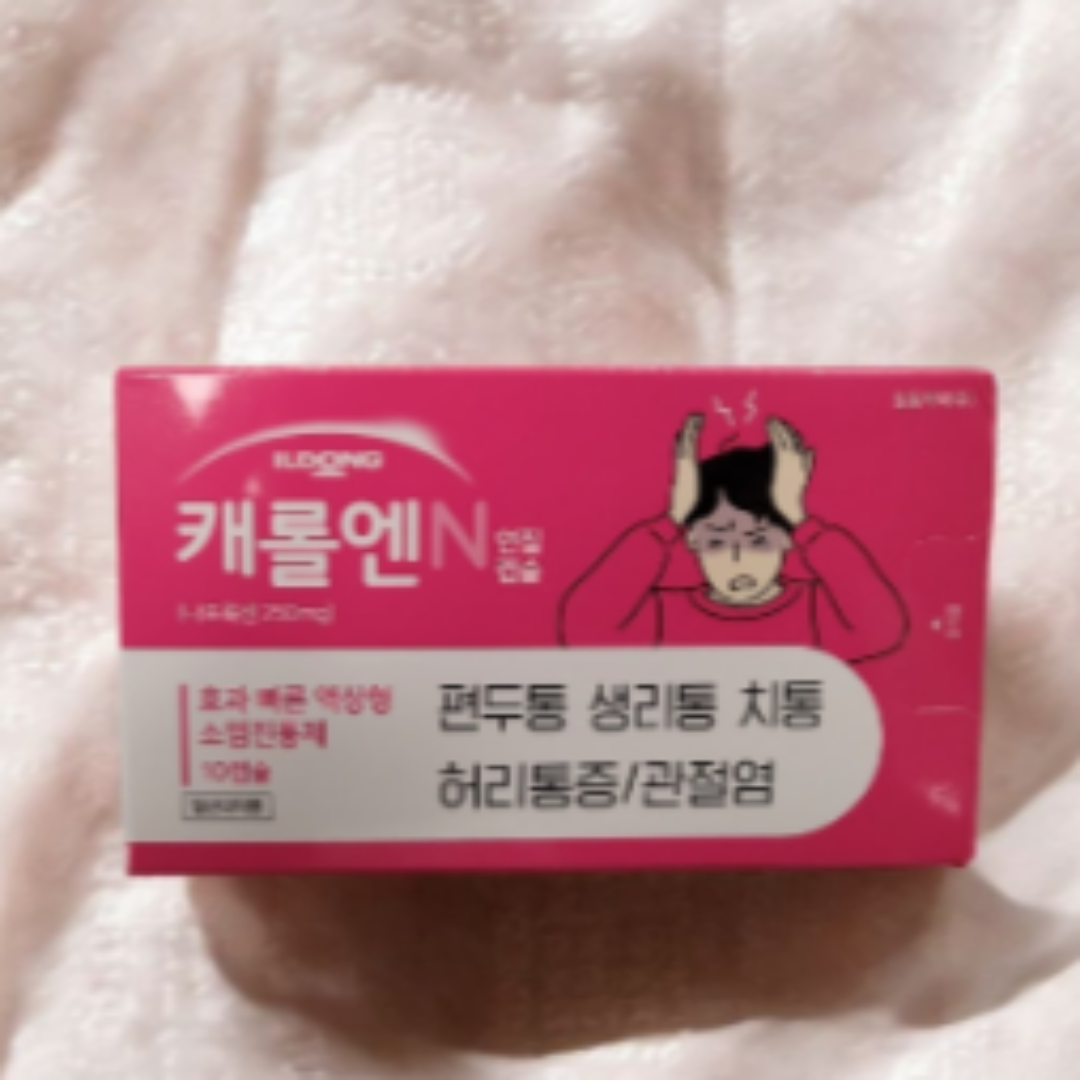 ILDONG
캐롤엔N 연질
캡슐
효과 빠른 액상형
소염진통제
10캡슐
일반의약품
편두통 생리통 치통
허리통증/관절염